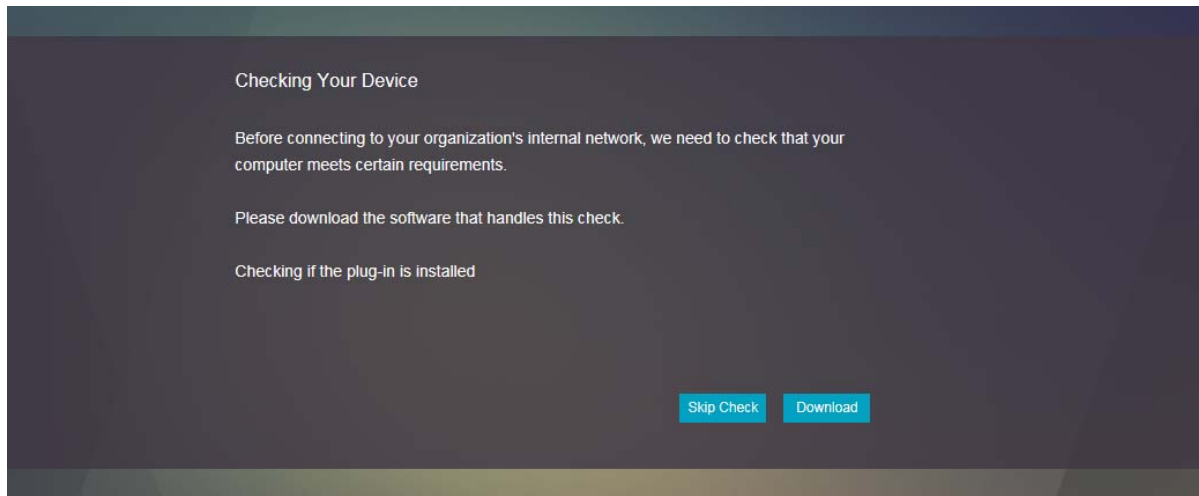 Checking Your Device
Before connecting to your organization's internal network, we need to check that your
computer meets certain requirements.
Please download the software that handles this check.
Checking if the plug-in is installed
Skip Check
Download